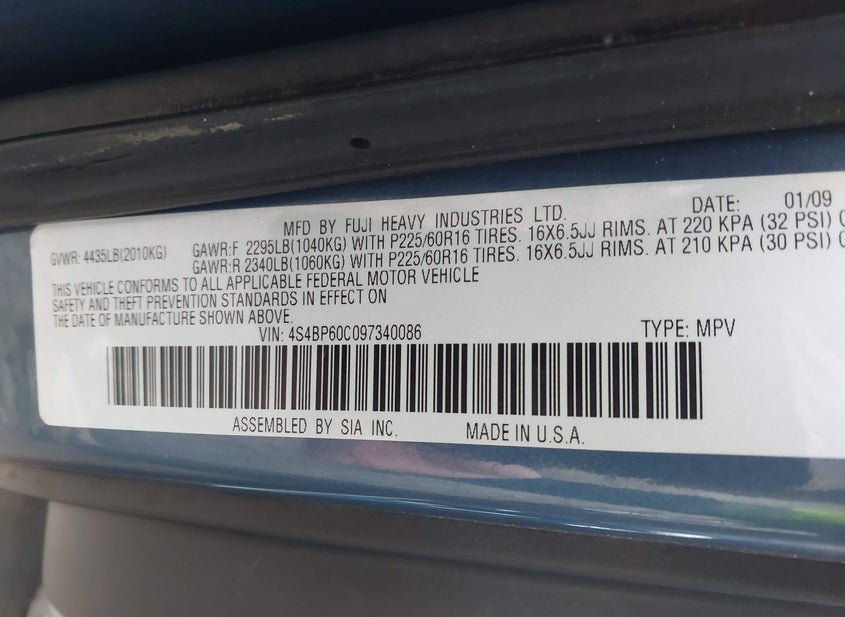 MFD BY FUJI HEAVY INDUSTRIES LTD. DATE: 01/09
GVWR: 4435LB(2010KG) GAWR:F 2295LB(1040KG) WITH P225/60R16 TIRES. 16X6.5JJ RIMS. AT 220 KPA (32 PSI)
GAWR:R 2340LB(1060KG) WITH P225/60R16 TIRES. 16X6.5JJ RIMS. AT 210 KPA (30 PSI)
THIS VEHICLE CONFORMS TO ALL APPLICABLE FEDERAL MOTOR VEHICLE
SAFETY AND THEFT PREVENTION STANDARDS IN EFFECT ON
THE DATE OF MANUFACTURE SHOWN ABOVE.
VIN: 4S4BP60C097340086 TYPE: MPV
ASSEMBLED BY SIA INC. MADE IN U.S.A.